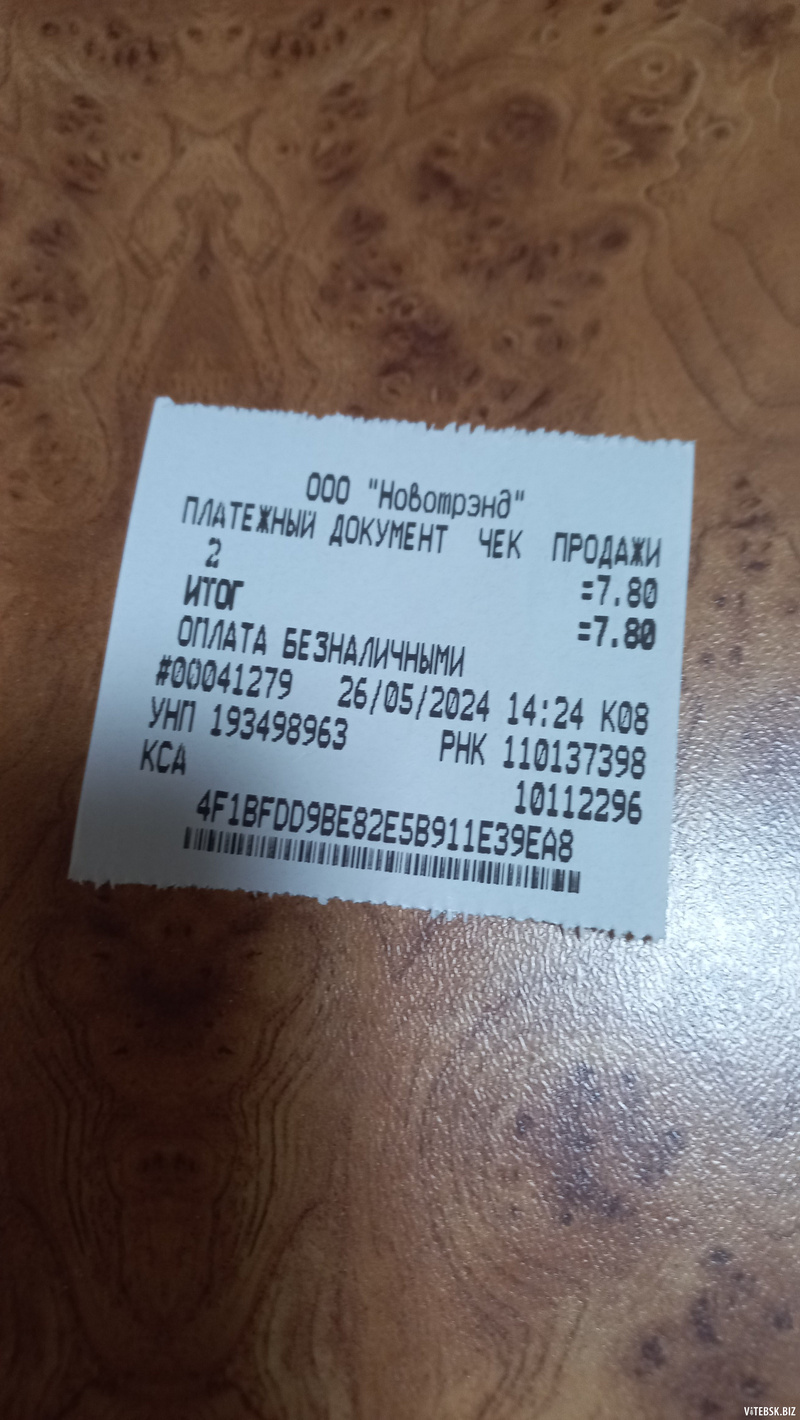 ООО "Новотрэнд"
ПЛАТЕЖНЫЙ ДОКУМЕНТ ЧЕК ПРОДАЖИ
2 =7.80
ИТОГ =7.80
ОПЛАТА БЕЗНАЛИЧНЫМИ
#00041279 26/05/2024 14:24 К08
УНП 193498963 РНК 110137398
КСА 10112296
4F1BFDD9BE82E5B911E39EA8
ViTEBSK.BIZ